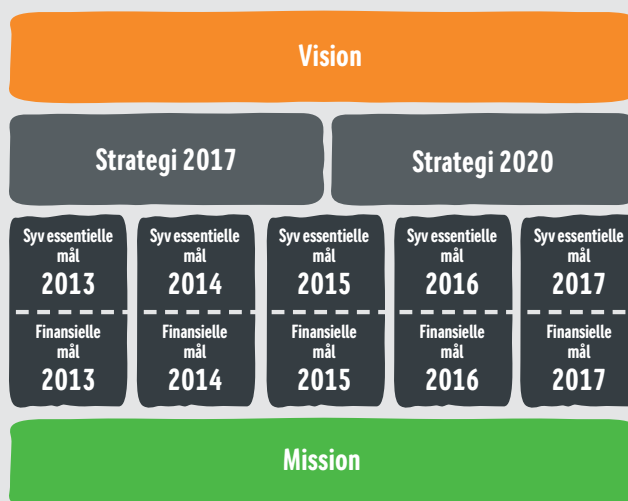 Vision
Strategi 2017
Strategi 2020
Syv essentielle
mål
2013
Finansielle
mål
2013
Syv essentielle
mål
2014
Finansielle
mål
2014
Syv essentielle
mål
2015
Finansielle
mål
2015
Syv essentielle
mål
2016
Finansielle
mål
2016
Syv essentielle
mål
2017
Finansielle
mål
2017
Mission